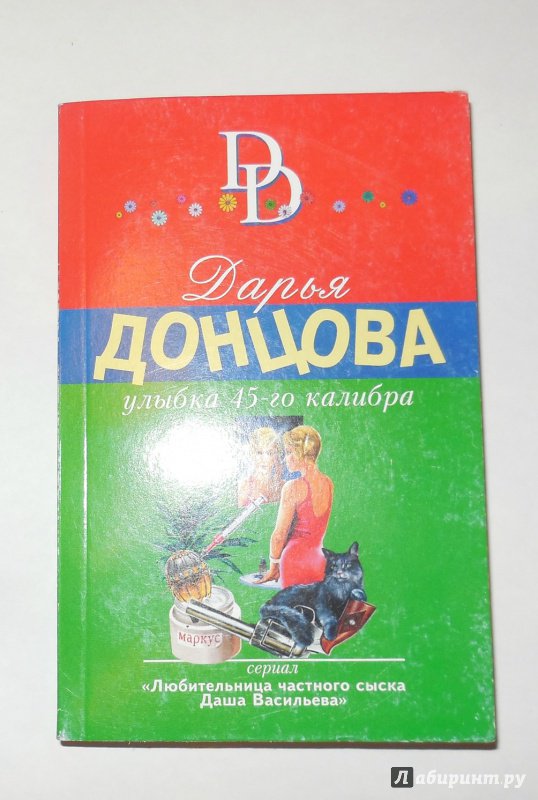 DD
Дарья
ДОНЦОВА
улыбка 45-го калибра
маркус
сериал
«Любительница частного сыска
Даша Васильева»
Лабиринт.ру